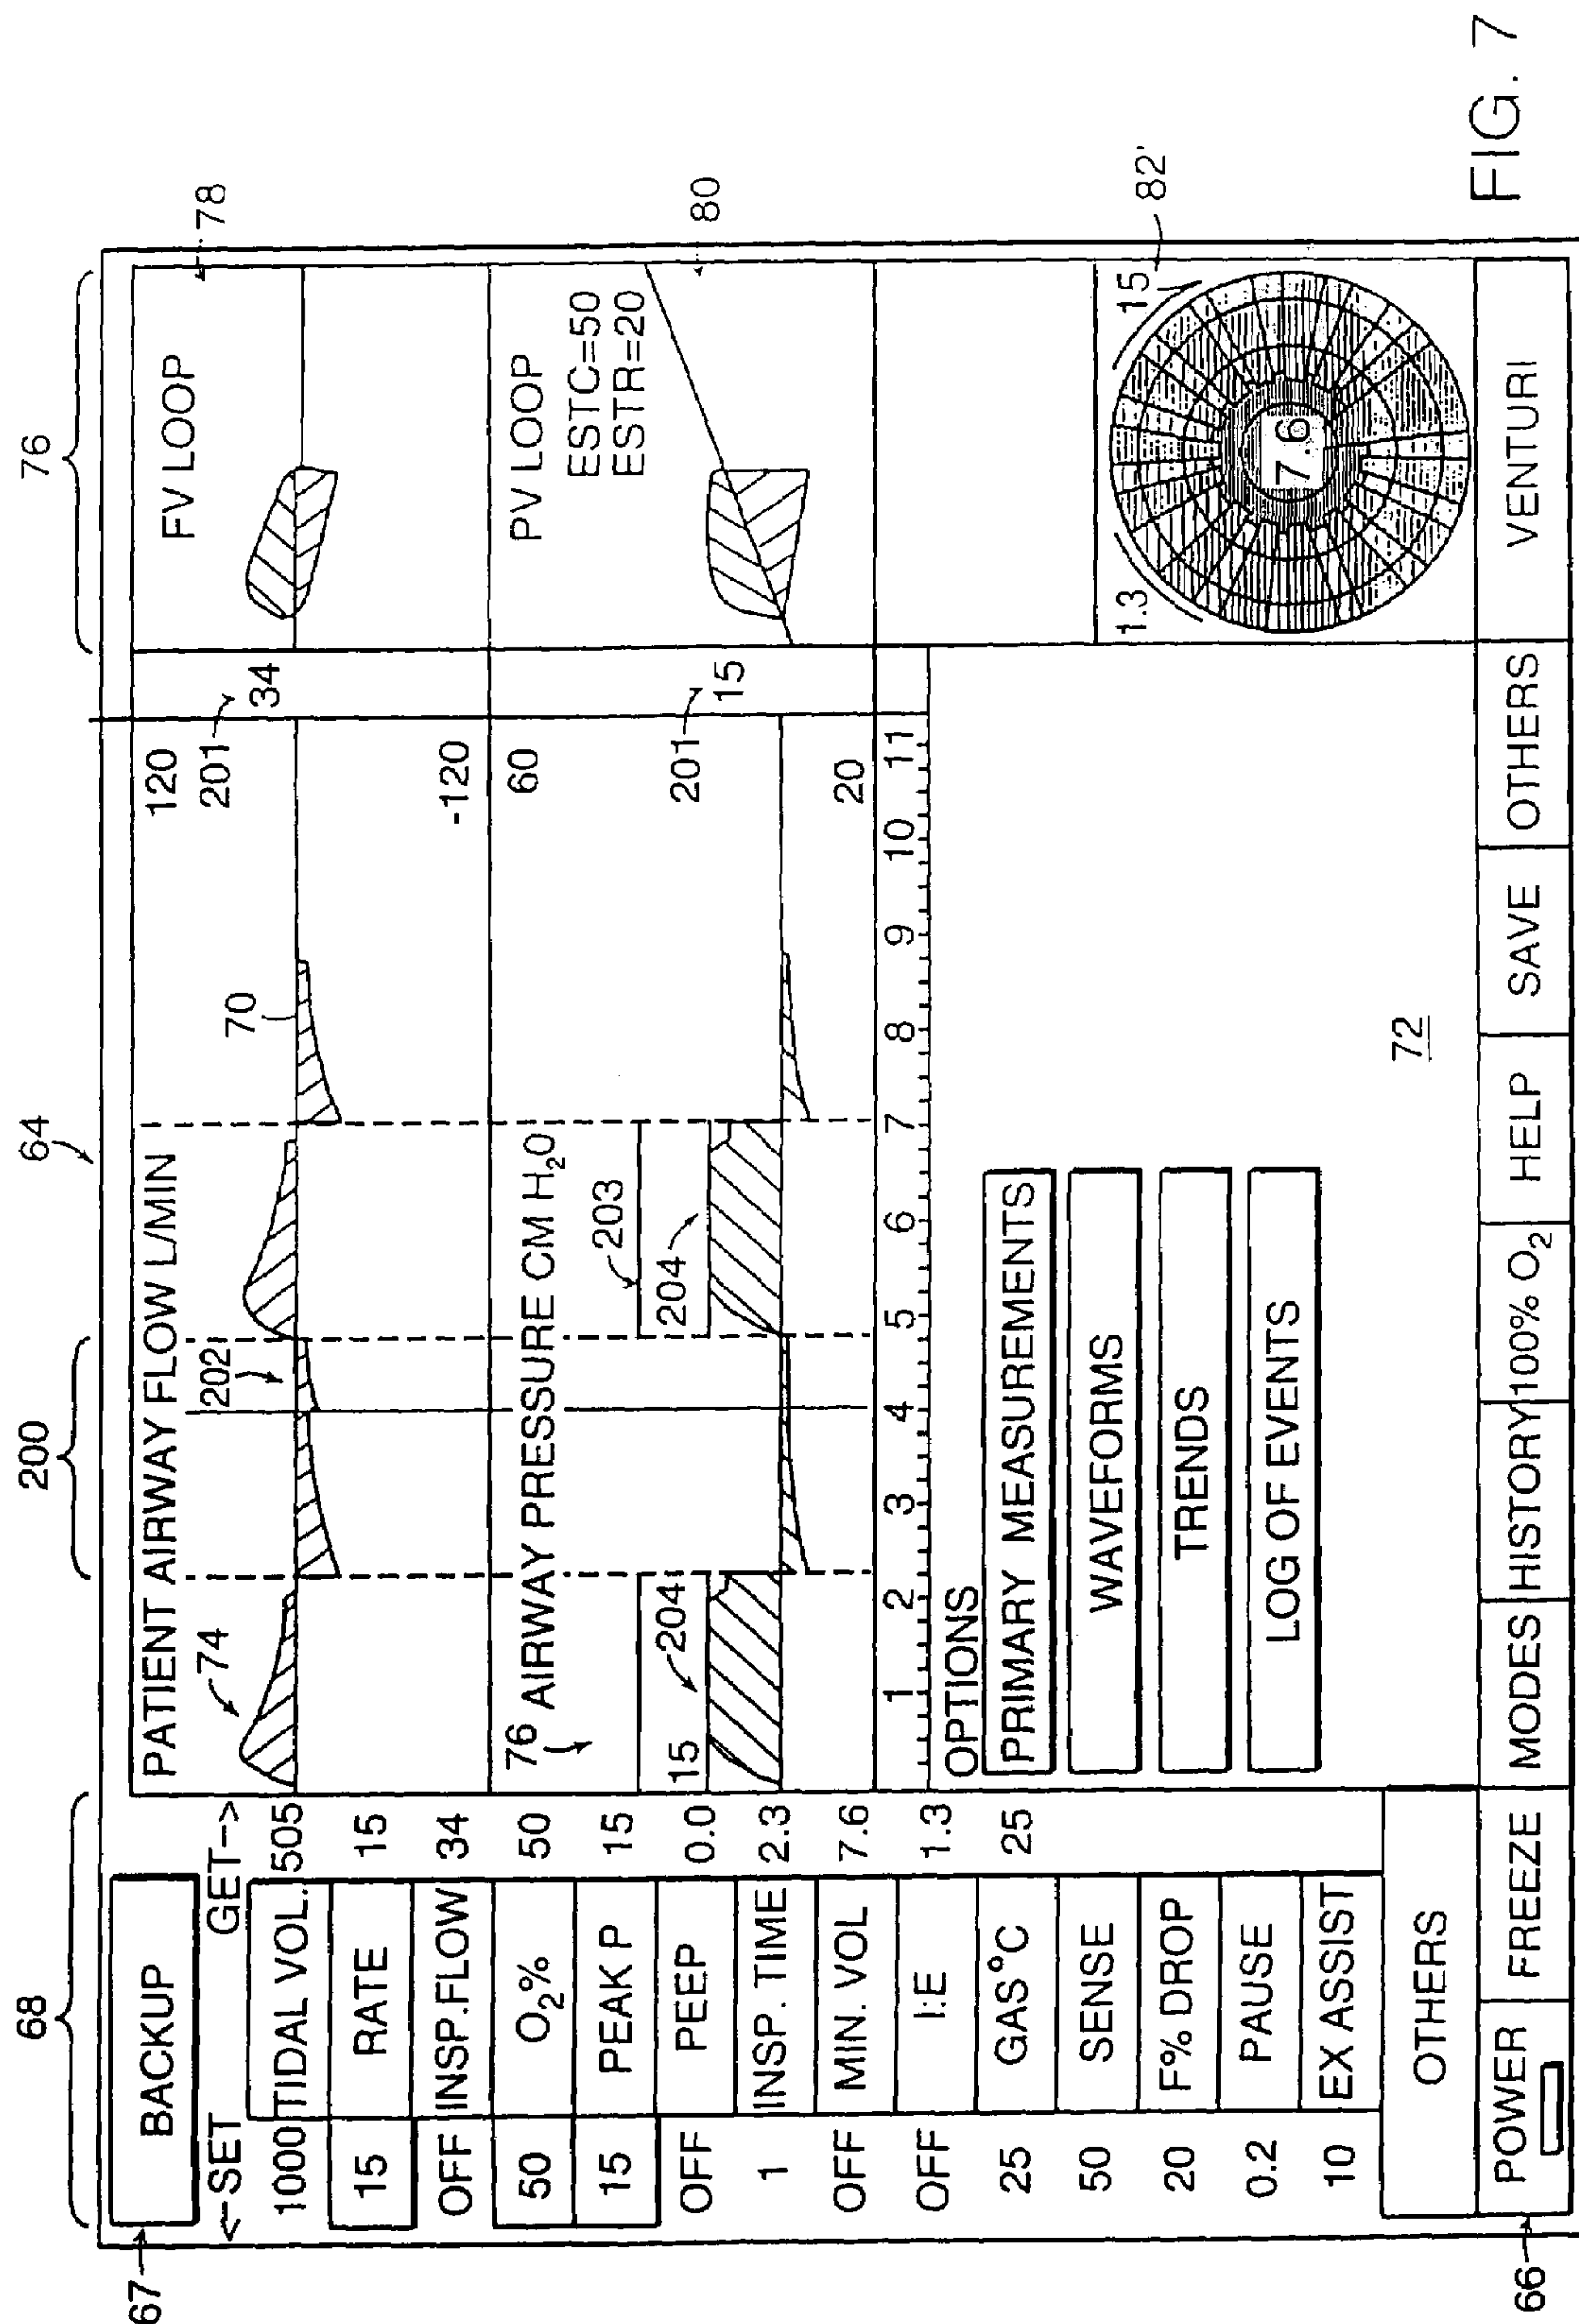 64
68
200
76
67
BACKUP
<-SET GET->
1000 TIDAL VOL. 505
15 RATE 15
OFF INSP.FLOW 34
50 O₂% 50
15 PEAK P 15
OFF PEEP 0.0
1 INSP. TIME 2.3
OFF MIN. VOL 7.6
OFF I:E 1.3
25 GAS°C 25
50 SENSE
20 F% DROP
0.2 PAUSE
10 EX ASSIST
OTHERS
PATIENT AIRWAY FLOW L/MIN
120
74
202
70
201
34
-120
76 AIRWAY PRESSURE CM H₂O
60
203
15
204
204
201
15
20
1 2 3 4 5 6 7 8 9 10 11
FV LOOP
78
PV LOOP
ESTC=50
ESTR=20
80
OPTIONS
PRIMARY MEASUREMENTS
WAVEFORMS
TRENDS
LOG OF EVENTS
72
1.3
15
82'
7.6
66
POWER FREEZE MODES HISTORY 100% O₂ HELP SAVE OTHERS VENTURI
FIG. 7